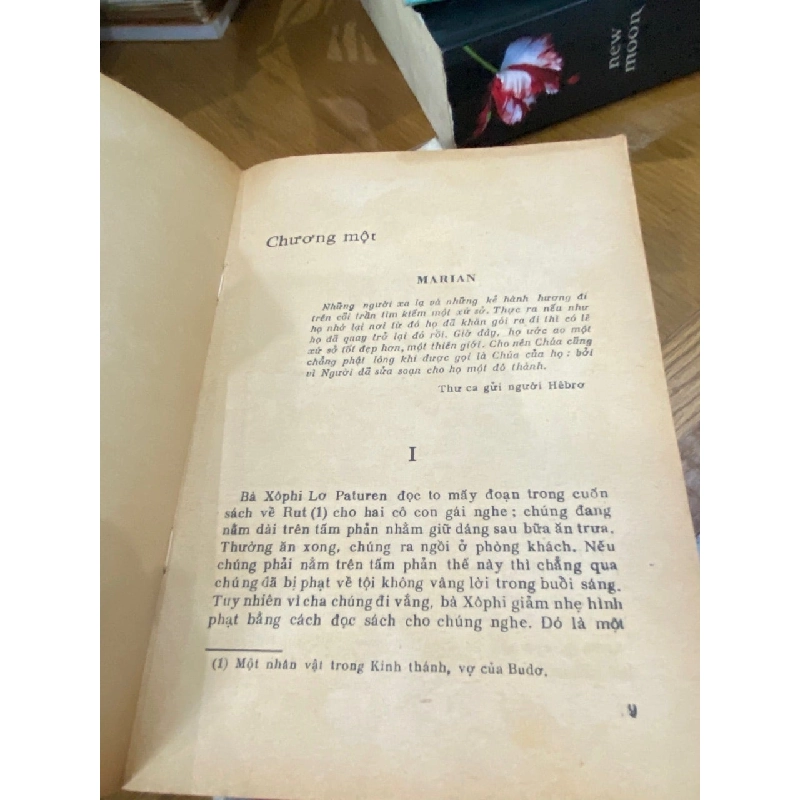 new
moon
Chương một
MARIAN
Những người xa lạ và những kẻ hành hương đi
trên cõi trần tìm kiếm một xứ sở. Thực ra nếu như
họ nhớ lại nơi từ đó họ đã khăn gói ra đi thì có lẽ
họ đã quay trở lại đó rồi. Giờ đây, họ ước ao một
xứ sở tốt đẹp hơn, một thiên giới. Cho nên Chúa cũng
chẳng phật lòng khi được gọi là Chúa của họ : bởi
vì Người đã sửa soạn cho họ một đô thành.
Thư ca gửi người Hêbrơ
I
Bà Xôphi Lơ Paturen đọc to mấy đoạn trong cuốn
sách về Rut (1) cho hai cô con gái nghe ; chúng đang
nằm dài trên tấm phản nhằm giữ dáng sau bữa ăn trưa.
Thường ăn xong, chúng ra ngồi ở phòng khách. Nếu
chúng phải nằm trên tấm phản thế này thì chẳng qua
chúng đã bị phạt về tội không vâng lời trong buổi sáng.
Tuy nhiên vì cha chúng đi vắng, bà Xôphi giảm nhẹ hình
phạt bằng cách đọc sách cho chúng nghe. Đó là một
(1) Một nhân vật trong Kinh thánh, vợ của Budơ.
9